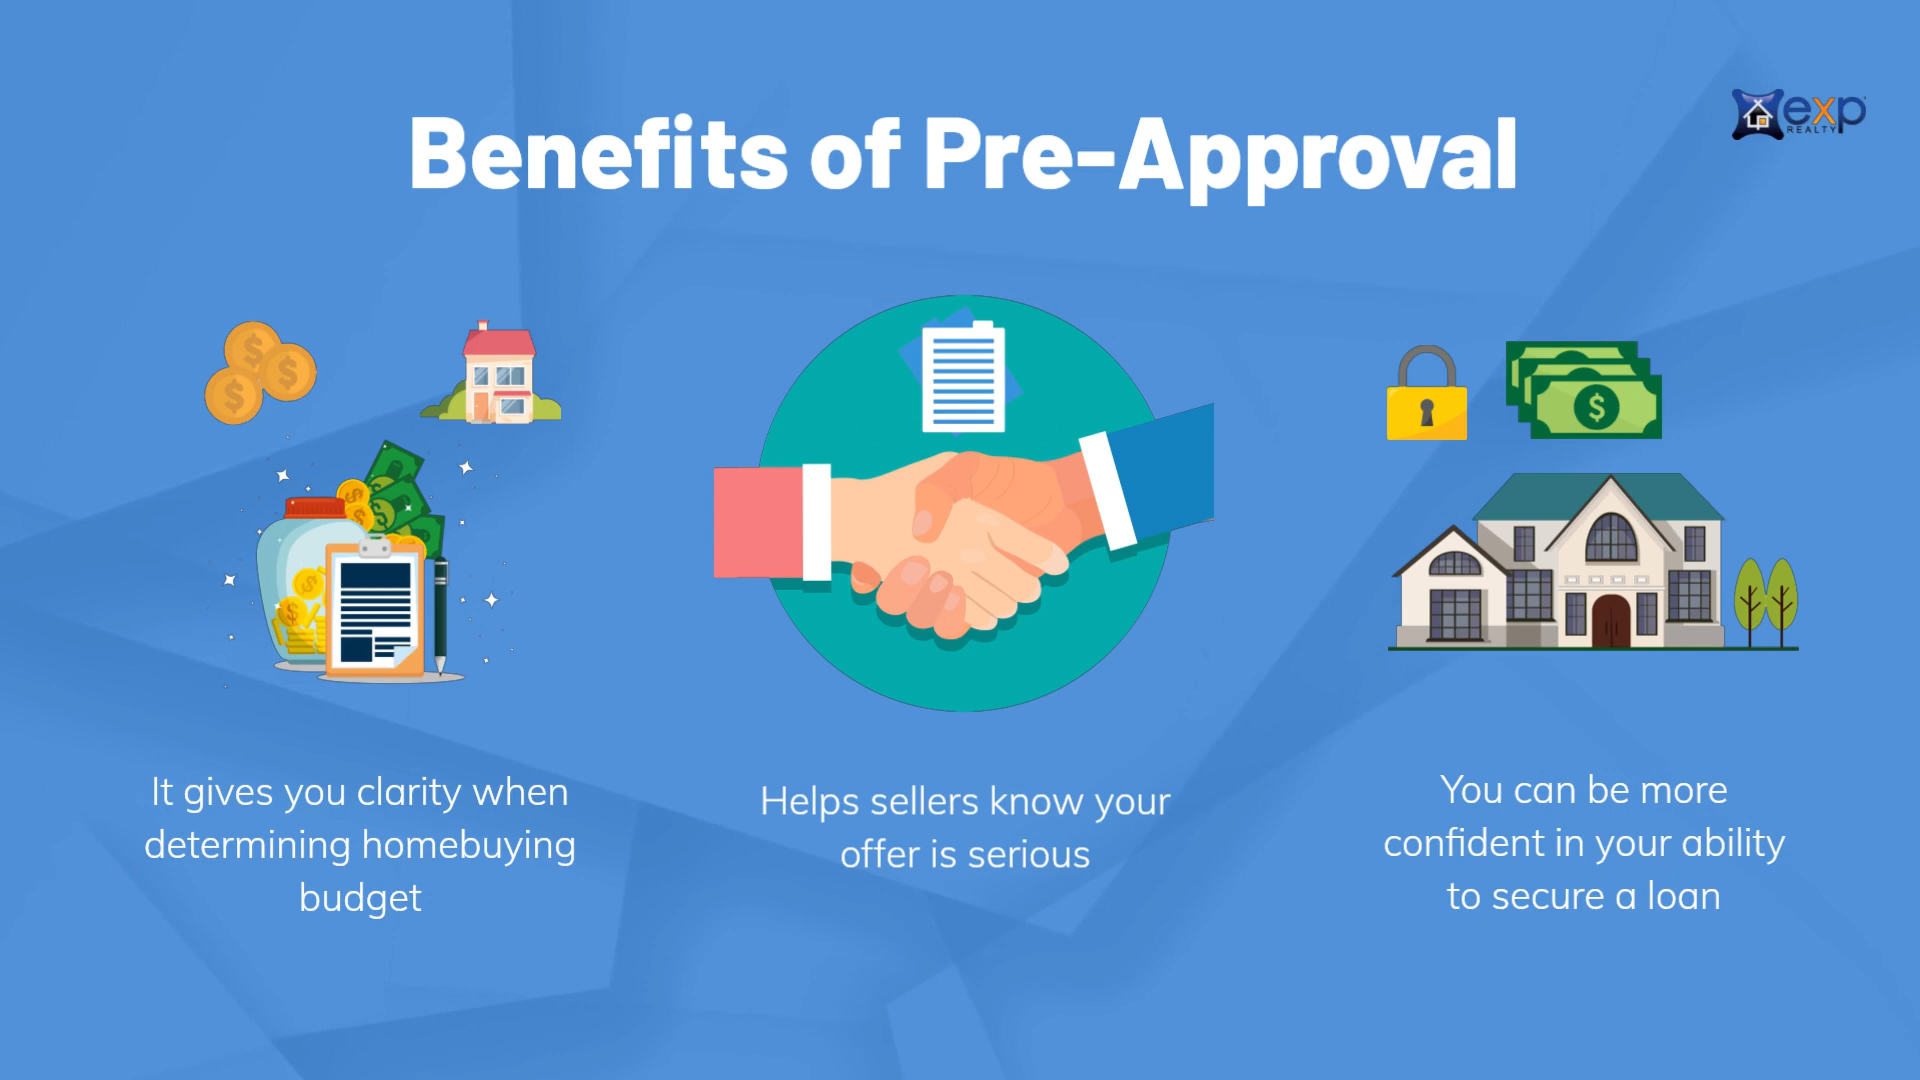 Benefits of Pre-Approval
exp
REALTY
It gives you clarity when
determining homebuying
budget
Helps sellers know your
offer is serious
You can be more
confident in your ability
to secure a loan